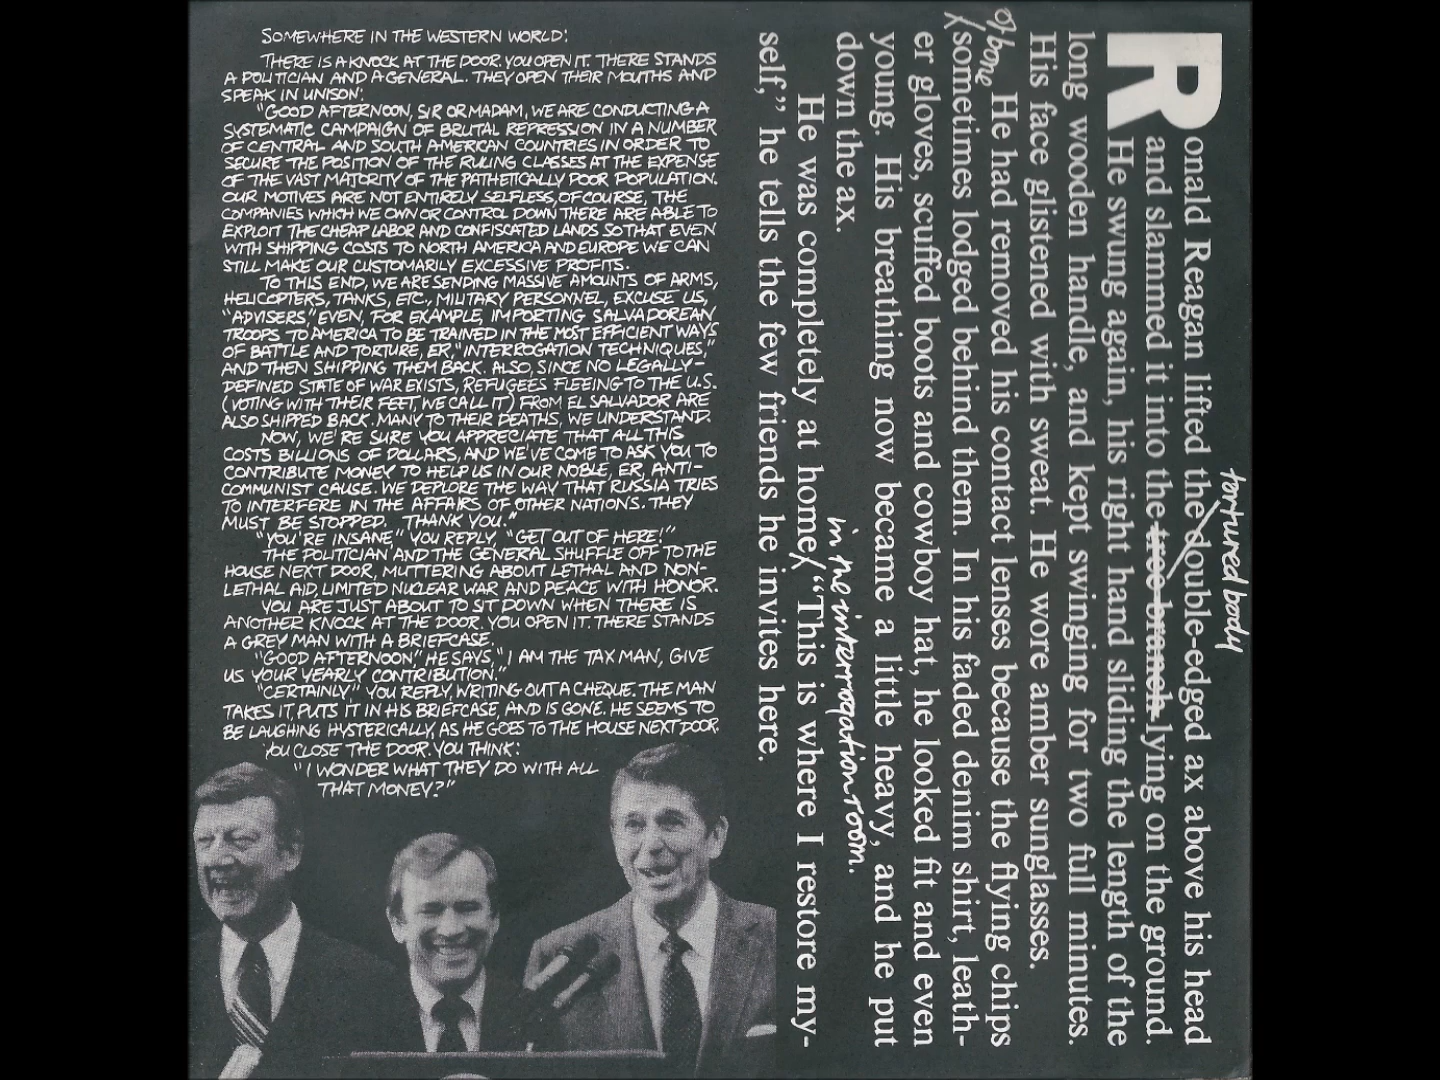 SOMEWHERE IN THE WESTERN WORLD:
THERE IS A KNOCK AT THE DOOR. YOU OPEN IT. THERE STANDS
A POLITICIAN AND A GENERAL. THEY OPEN THEIR MOUTHS AND
SPEAK IN UNISON:
"GOOD AFTERNOON, SIR OR MADAM, WE ARE CONDUCTING A
SYSTEMATIC CAMPAIGN OF BRUTAL REPRESSION IN A NUMBER
OF CENTRAL AND SOUTH AMERICAN COUNTRIES IN ORDER TO
SECURE THE POSITION OF THE RULING CLASSES AT THE EXPENSE
OF THE VAST MAJORITY OF THE PATHETICALLY POOR POPULATION.
OUR MOTIVES ARE NOT ENTIRELY SELFLESS, OF COURSE, THE
COMPANIES WHICH WE OWN OR CONTROL DOWN THERE ARE ABLE TO
EXPLOIT THE CHEAP LABOR AND CONFISCATED LANDS SO THAT EVEN
WITH SHIPPING COSTS TO NORTH AMERICA AND EUROPE WE CAN
STILL MAKE OUR CUSTOMARILY EXCESSIVE PROFITS.
TO THIS END, WE ARE SENDING MASSIVE AMOUNTS OF ARMS,
HELICOPTERS, TANKS, ETC., MILITARY PERSONNEL, EXCUSE US,
"ADVISERS," EVEN, FOR EXAMPLE, IMPORTING SALVADOREAN
TROOPS TO AMERICA TO BE TRAINED IN THE MOST EFFICIENT WAYS
OF BATTLE AND TORTURE, ER, "INTERROGATION TECHNIQUES,"
AND THEN SHIPPING THEM BACK. ALSO, SINCE NO LEGALLY-
DEFINED STATE OF WAR EXISTS, REFUGEES FLEEING TO THE U.S.
(VOTING WITH THEIR FEET, WE CALL IT) FROM EL SALVADOR ARE
ALSO SHIPPED BACK. MANY TO THEIR DEATHS, WE UNDERSTAND.
NOW, WE'RE SURE YOU APPRECIATE THAT ALL THIS
COSTS BILLIONS OF DOLLARS, AND WE'VE COME TO ASK YOU TO
CONTRIBUTE MONEY TO HELP US IN OUR NOBLE, ER, ANTI-
COMMUNIST CAUSE. WE DEPLORE THE WAY THAT RUSSIA TRIES
TO INTERFERE IN THE AFFAIRS OF OTHER NATIONS. THEY
MUST BE STOPPED. THANK YOU."
"YOU'RE INSANE," YOU REPLY, "GET OUT OF HERE!"
THE POLITICIAN AND THE GENERAL SHUFFLE OFF TO THE
HOUSE NEXT DOOR, MUTTERING ABOUT LETHAL AND NON-
LETHAL AID, LIMITED NUCLEAR WAR AND PEACE WITH HONOR.
YOU ARE JUST ABOUT TO SIT DOWN WHEN THERE IS
ANOTHER KNOCK AT THE DOOR. YOU OPEN IT. THERE STANDS
A GREY MAN WITH A BRIEFCASE.
"GOOD AFTERNOON," HE SAYS, "I AM THE TAX MAN, GIVE
US YOUR YEARLY CONTRIBUTION."
"CERTAINLY," YOU REPLY, WRITING OUT A CHEQUE. THE MAN
TAKES IT, PUTS IT IN HIS BRIEFCASE, AND IS GONE. HE SEEMS TO
BE LAUGHING HYSTERICALLY, AS HE GOES TO THE HOUSE NEXT DOOR.
YOU CLOSE THE DOOR. YOU THINK:
"I WONDER WHAT THEY DO WITH ALL
THAT MONEY?"
tortured body
Ronald Reagan lifted the double-edged ax above his head
and slammed it into the tree branch lying on the ground.
He swung again, his right hand sliding the length of the
long wooden handle, and kept swinging for two full minutes.
His face glistened with sweat. He wore amber sunglasses.
of bone
He had removed his contact lenses because the flying chips
sometimes lodged behind them. In his faded denim shirt, leath-
er gloves, scuffed boots and cowboy hat, he looked fit and even
young. His breathing now became a little heavy, and he put
down the ax.
in the interrogation room.
He was completely at home. "This is where I restore my-
self," he tells the few friends he invites here.